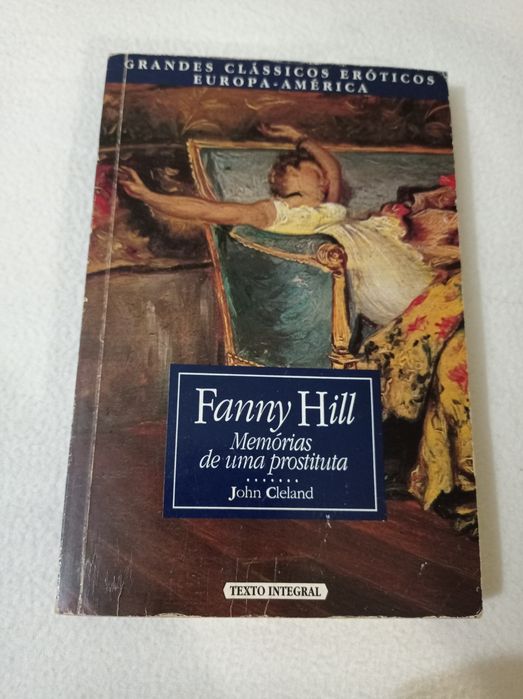 GRANDES CLÁSSICOS ERÓTICOS
EUROPA-AMÉRICA
Fanny Hill
Memórias
de uma prostituta
John Cleland
TEXTO INTEGRAL